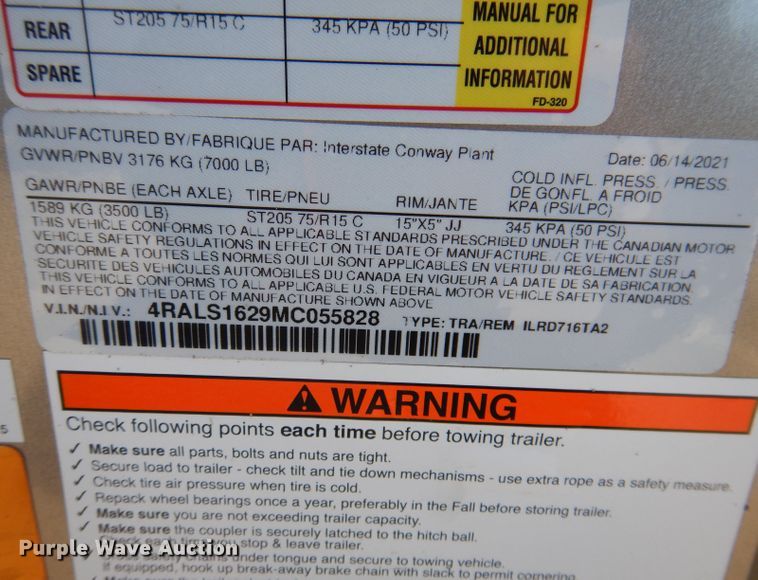 REAR ST205 75/R15 C 345 KPA (50 PSI)
SPARE
MANUAL FOR
ADDITIONAL
INFORMATION
FD-320
MANUFACTURED BY/FABRIQUE PAR: Interstate Conway Plant Date: 06/14/2021
GVWR/PNBV 3176 KG (7000 LB)
GAWR/PNBE (EACH AXLE) TIRE/PNEU RIM/JANTE COLD INFL. PRESS. / PRESS.
DE GONFL. A FROID
KPA (PSI/LPC)
1589 KG (3500 LB) ST205 75/R15 C 15"X5" JJ 345 KPA (50 PSI)
THIS VEHICLE CONFORMS TO ALL APPLICABLE STANDARDS PRESCRIBED UNDER THE CANADIAN MOTOR
VEHICLE SAFETY REGULATIONS IN EFFECT ON THE DATE OF MANUFACTURE. / CE VEHICULE EST
CONFORME A TOUTES LES NORMES QUI LUI SONT APPLICABLES EN VERTU DU REGLEMENT SUR LA
SECURITE DES VEHICULES AUTOMOBILES DU CANADA EN VIGUEUR A LA DATE DE SA FABRICATION.
THIS VEHICLE CONFORMS TO ALL APPLICABLE U.S. FEDERAL MOTOR VEHICLE SAFETY STANDARDS
IN EFFECT ON THE DATE OF MANUFACTURE SHOWN ABOVE
V.I.N./N.I.V.: 4RALS1629MC055828 TYPE: TRA/REM ILRD716TA2
WARNING
Check following points each time before towing trailer.
✓ Make sure all parts, bolts and nuts are tight.
✓ Secure load to trailer - check tilt and tie down mechanisms - use extra rope as a safety measure.
✓ Check tire air pressure when tire is cold.
✓ Repack wheel bearings once a year, preferably in the Fall before storing trailer.
✓ Make sure you are not exceeding trailer capacity.
✓ Make sure the coupler is securely latched to the hitch ball.
✓ Check each time you stop & leave trailer.
safety chains under tongue and secure to towing vehicle.
If equipped, hook up break-away brake chain with slack to permit cornering.
5
Purple Wave Auction